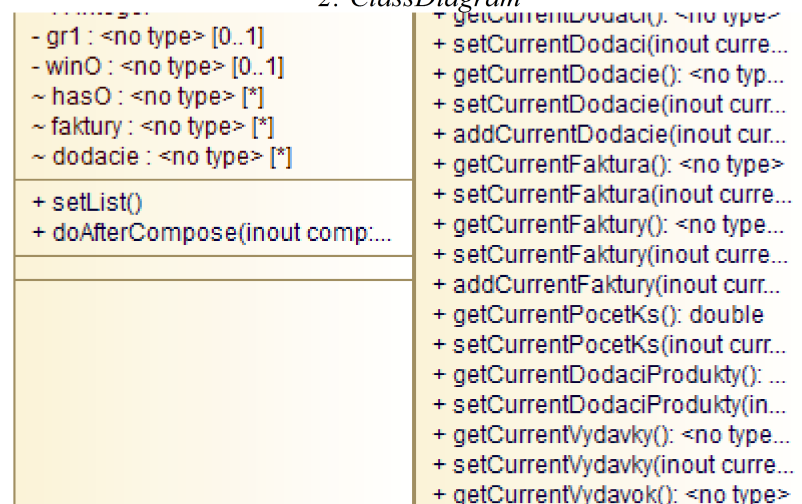 2. ClassDiagram
- gr1 : <no type> [0..1]
- winO : <no type> [0..1]
~ hasO : <no type> [*]
~ faktury : <no type> [*]
~ dodacie : <no type> [*]
+ setList()
+ doAfterCompose(inout comp:...
+ getCurrentDodaci(): <no type>
+ setCurrentDodaci(inout curre...
+ getCurrentDodacie(): <no typ...
+ setCurrentDodacie(inout curr...
+ addCurrentDodacie(inout cur...
+ getCurrentFaktura(): <no type>
+ setCurrentFaktura(inout curre...
+ getCurrentFaktury(): <no type...
+ setCurrentFaktury(inout curre...
+ addCurrentFaktury(inout curr...
+ getCurrentPocetKs(): double
+ setCurrentPocetKs(inout curr...
+ getCurrentDodaciProdukty(): ...
+ setCurrentDodaciProdukty(in...
+ getCurrentVydavky(): <no type...
+ setCurrentVydavky(inout curre...
+ getCurrentVydavok(): <no type>